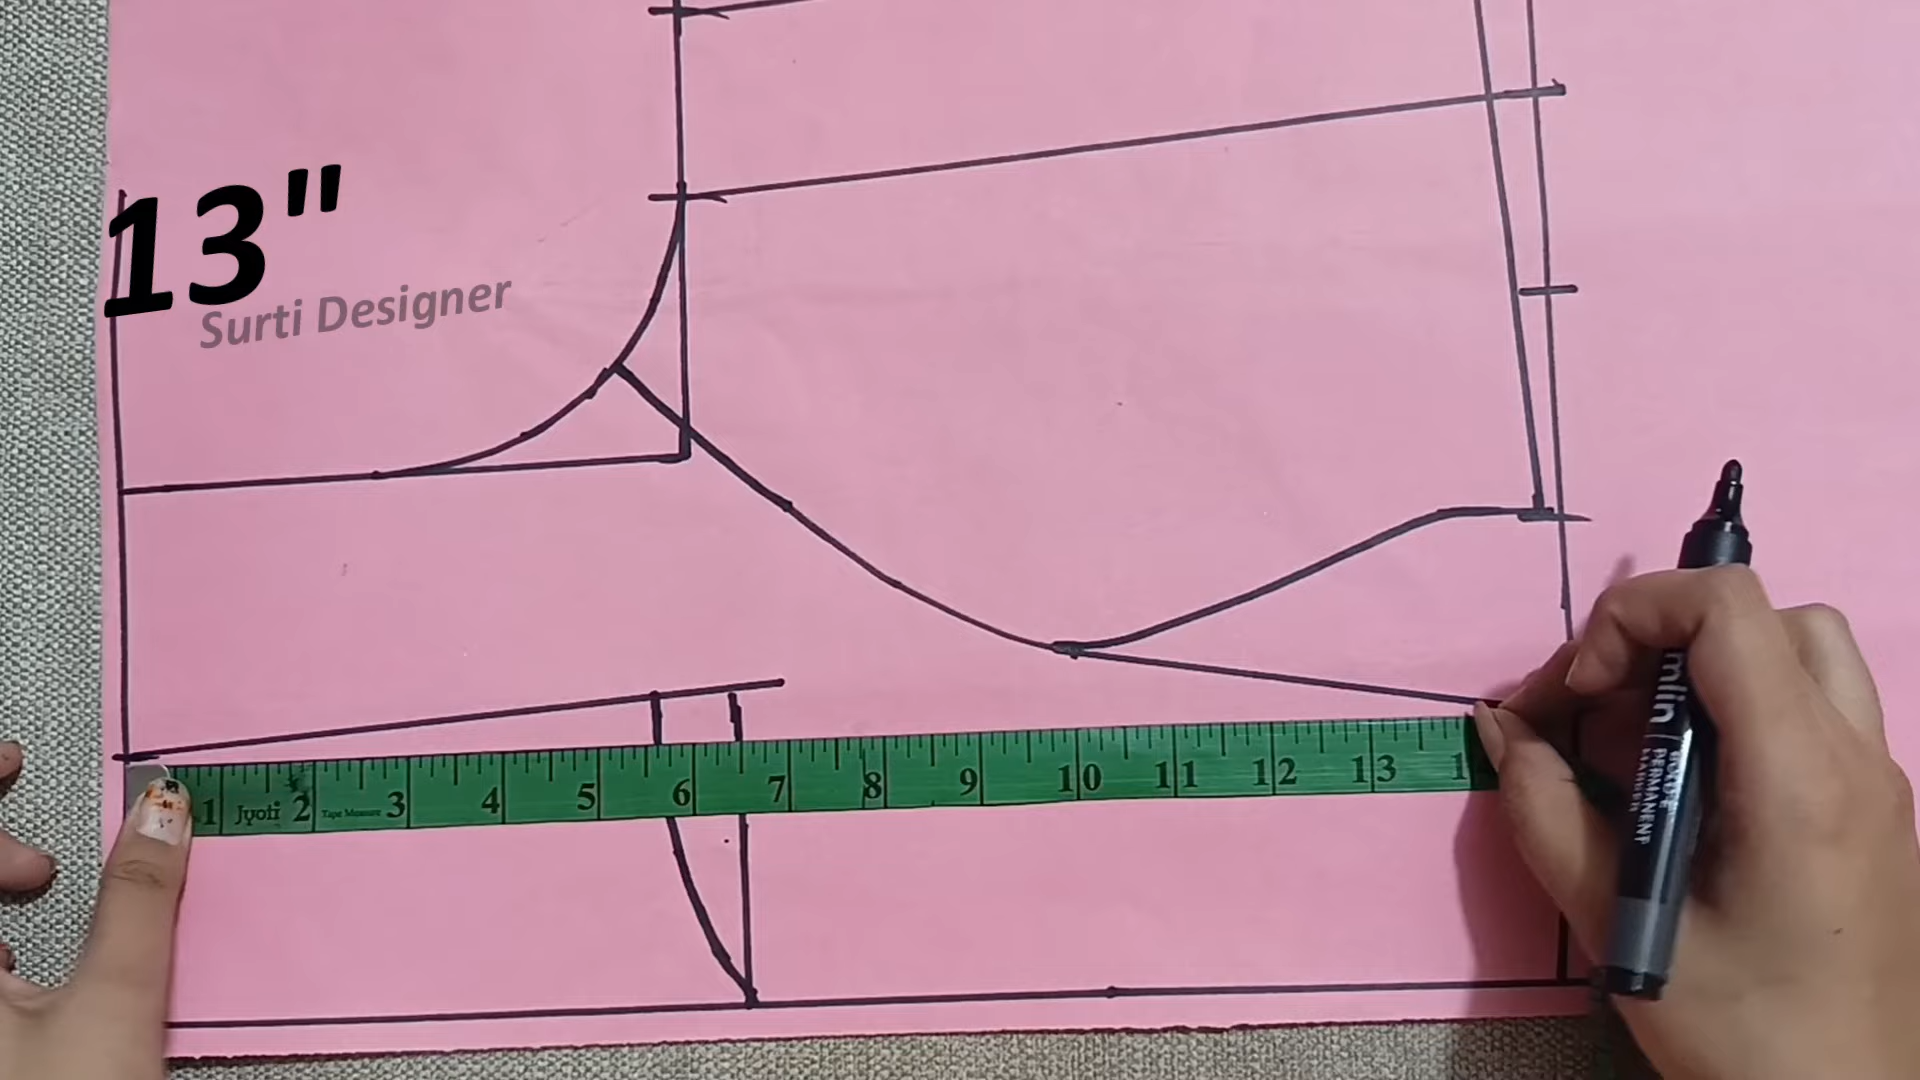 13"
Surti Designer
1 Jyoti 2 Tape Measure 3 4 5 6 7 8 9 10 11 12 13
mlin
PERMANENT